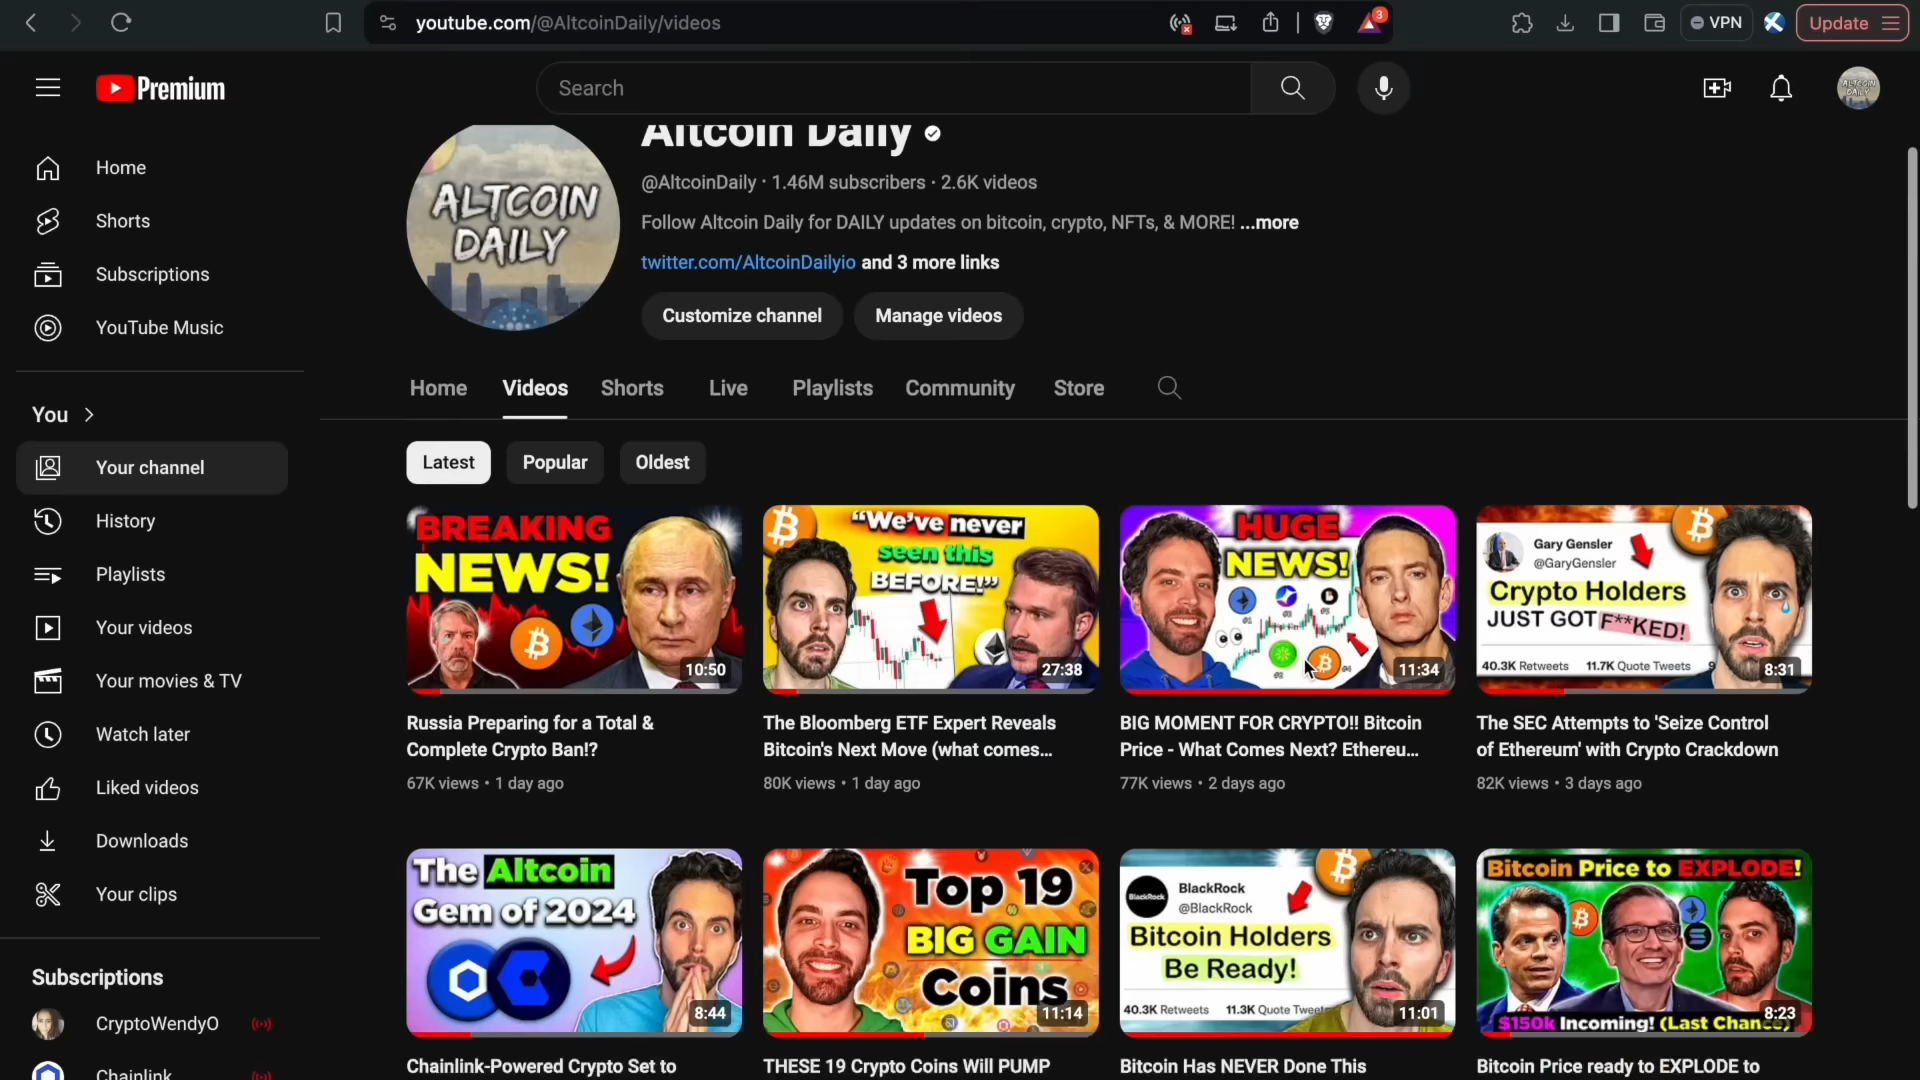 youtube.com/@AltcoinDaily/videos
3
VPN
Update
Premium
Search
ALTCOIN
DAILY
Home
Shorts
Subscriptions
YouTube Music
You
Your channel
History
Playlists
Your videos
Your movies & TV
Watch later
Liked videos
Downloads
Your clips
Subscriptions
CryptoWendyO
Chainlink
ALTCOIN
DAILY
Altcoin Daily
@AltcoinDaily · 1.46M subscribers · 2.6K videos
Follow Altcoin Daily for DAILY updates on bitcoin, crypto, NFTs, & MORE! ...more
twitter.com/AltcoinDailyio and 3 more links
Customize channel
Manage videos
Home
Videos
Shorts
Live
Playlists
Community
Store
Latest
Popular
Oldest
BREAKING
NEWS!
10:50
Russia Preparing for a Total &
Complete Crypto Ban!?
67K views • 1 day ago
“We've never
seen this
BEFORE!”
27:38
The Bloomberg ETF Expert Reveals
Bitcoin's Next Move (what comes...
80K views • 1 day ago
HUGE
NEWS!
#1
#2
#4
11:34
BIG MOMENT FOR CRYPTO!! Bitcoin
Price - What Comes Next? Ethereu...
77K views • 2 days ago
Gary Gensler
@GaryGensler
Crypto Holders
JUST GOT F**KED!
40.3K Retweets 11.7K Quote Tweets 9
8:31
The SEC Attempts to 'Seize Control
of Ethereum' with Crypto Crackdown
82K views • 3 days ago
The Altcoin
Gem of 2024
8:44
Chainlink-Powered Crypto Set to
Top 19
BIG GAIN
Coins
11:14
THESE 19 Crypto Coins Will PUMP
BlackRock
BlackRock
@BlackRock
Bitcoin Holders
Be Ready!
40.3K Retweets 11.3K Quote Tweet
11:01
Bitcoin Has NEVER Done This
Bitcoin Price to EXPLODE!
$150k Incoming! (Last Chance)
8:23
Bitcoin Price ready to EXPLODE to